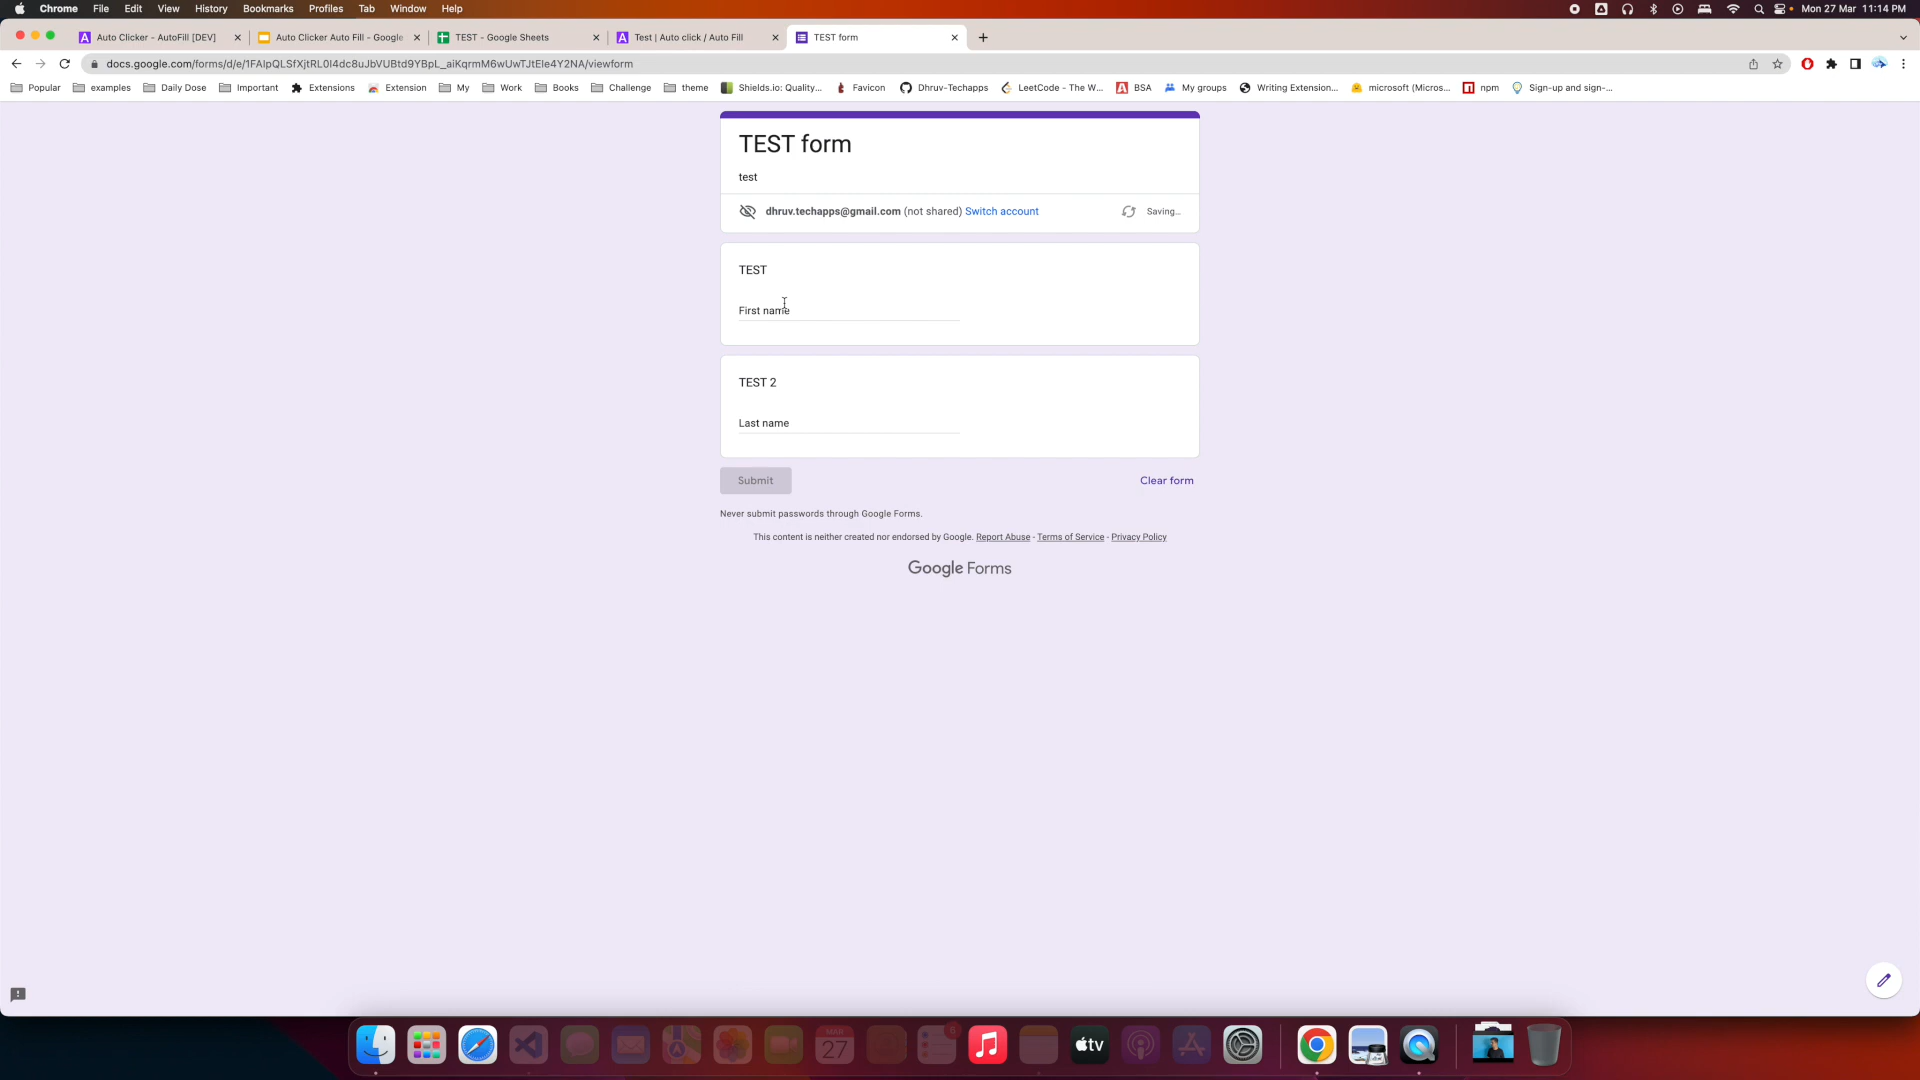 Chrome File Edit View History Bookmarks Profiles Tab Window Help Mon 27 Mar 11:14 PM
Auto Clicker - AutoFill [DEV] Auto Clicker Auto Fill - Google TEST - Google Sheets Test | Auto click / Auto Fill TEST form
docs.google.com/forms/d/e/1FAIpQLSfXjtRL0I4dc8uJbVUBtd9YBpL_aiKqrmM6wUwTJtEIe4Y2NA/viewform
Popular examples Daily Dose Important Extensions Extension My Work Books Challenge theme Shields.io: Quality... Favicon Dhruv-Techapps LeetCode - The W... BSA My groups Writing Extension... microsoft (Micros... npm Sign-up and sign-...
TEST form
test
dhruv.techapps@gmail.com (not shared) Switch account Saving...
TEST
First name
TEST 2
Last name
Submit Clear form
Never submit passwords through Google Forms.
This content is neither created nor endorsed by Google. Report Abuse - Terms of Service - Privacy Policy
Google Forms
MAR
27
6
tv